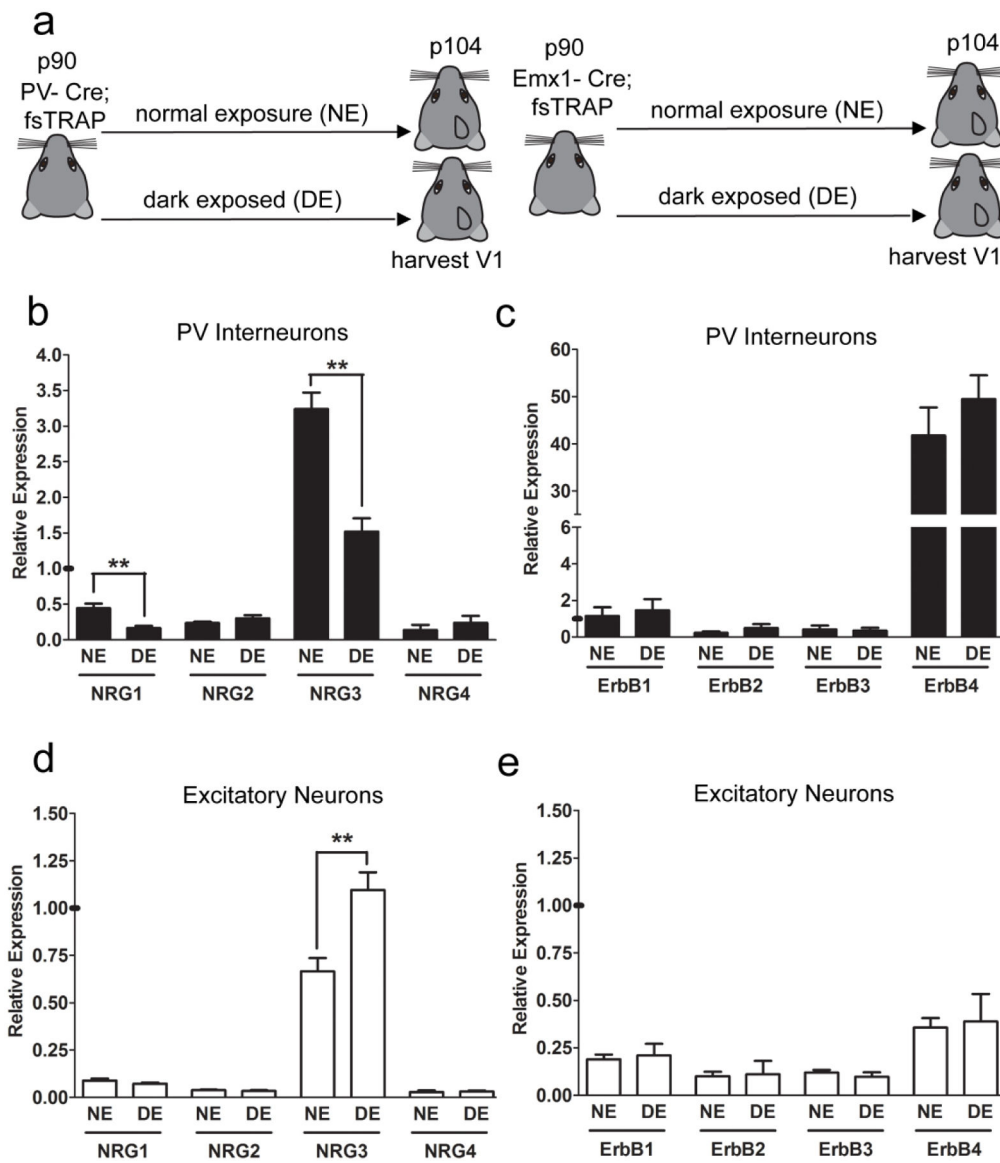 a
p90
PV- Cre;
fsTRAP
normal exposure (NE)
dark exposed (DE)
p104
harvest V1
p90
Emx1- Cre;
fsTRAP
normal exposure (NE)
dark exposed (DE)
p104
harvest V1
b
PV Interneurons
Relative Expression
4.0
3.5
3.0
2.5
2.0
1.5
1.0
0.5
0.0
**
**
NE DE NE DE NE DE NE DE
NRG1 NRG2 NRG3 NRG4
c
PV Interneurons
Relative Expression
60
50
40
30
6
4
2
0
NE DE NE DE NE DE NE DE
ErbB1 ErbB2 ErbB3 ErbB4
d
Excitatory Neurons
Relative Expression
1.50
1.25
1.00
0.75
0.50
0.25
0.00
**
NE DE NE DE NE DE NE DE
NRG1 NRG2 NRG3 NRG4
e
Excitatory Neurons
Relative Expression
1.50
1.25
1.00
0.75
0.50
0.25
0.00
NE DE NE DE NE DE NE DE
ErbB1 ErbB2 ErbB3 ErbB4